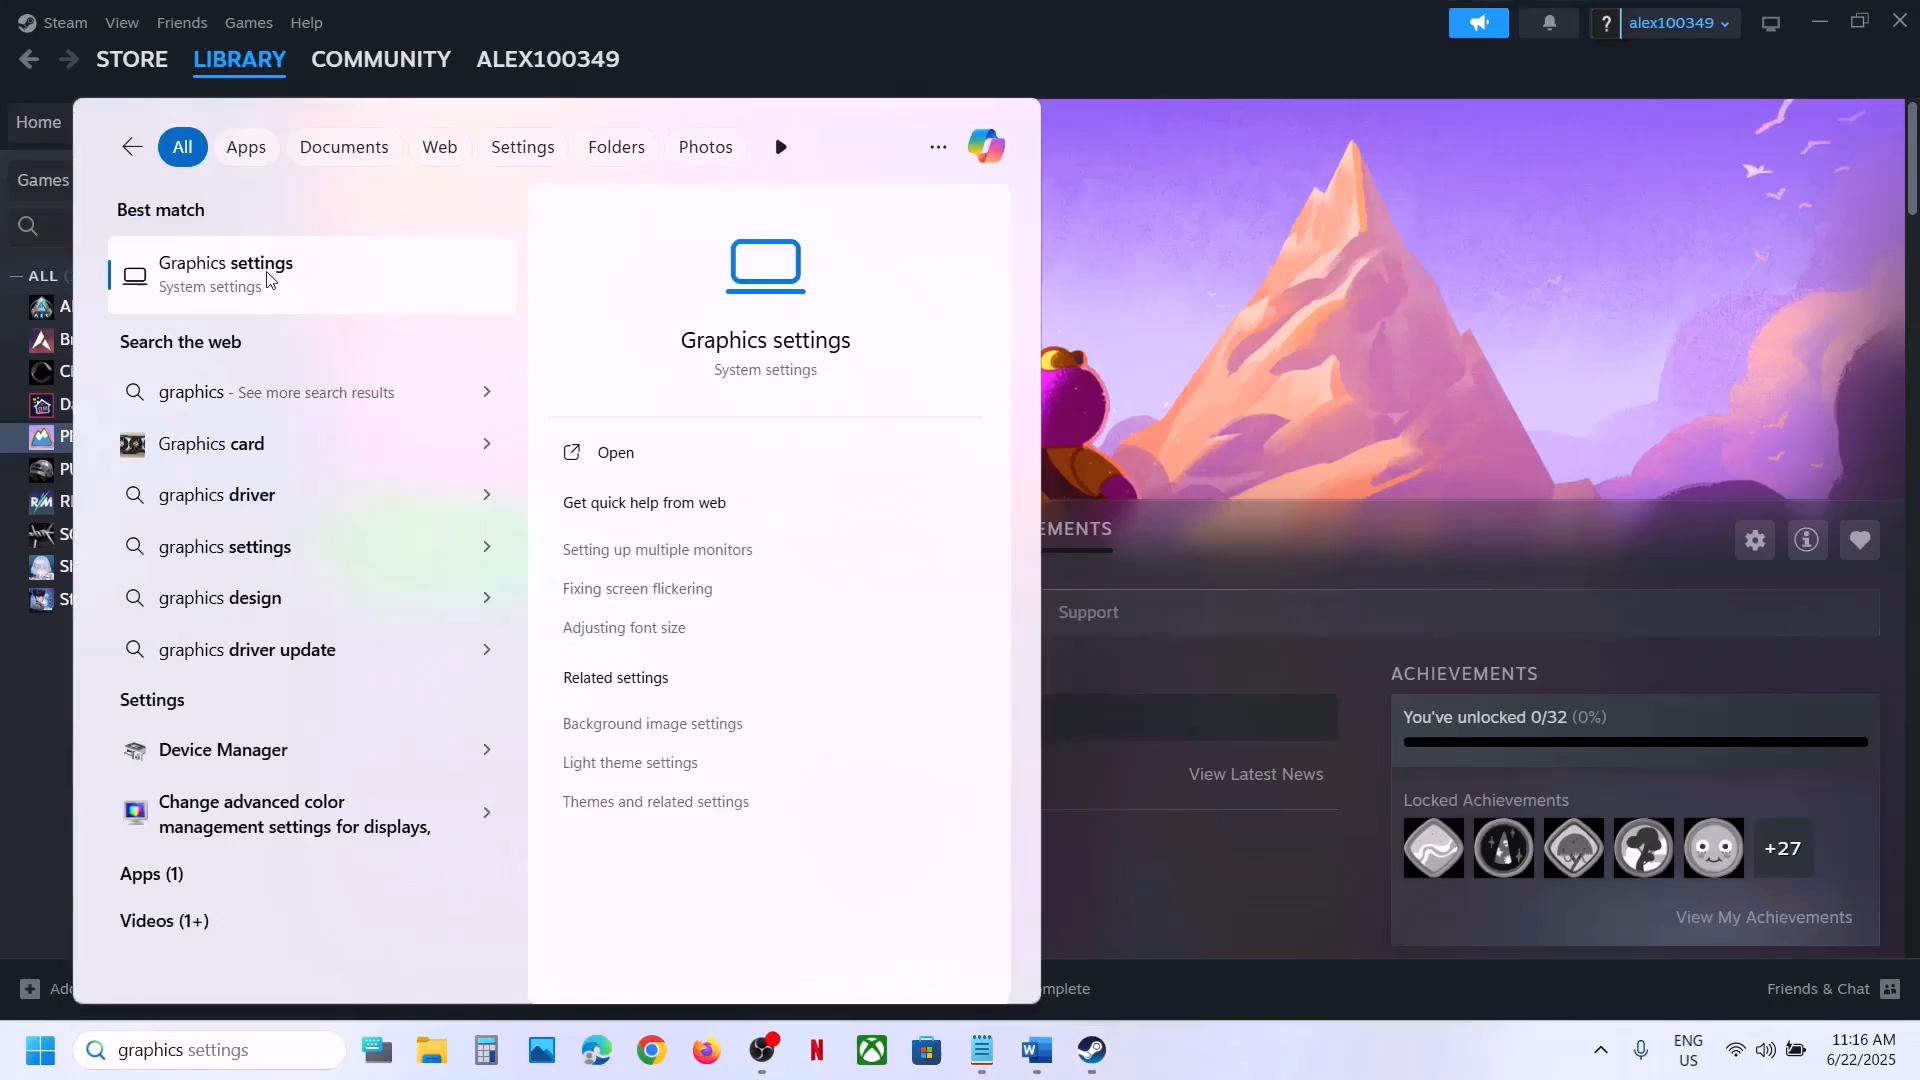 Steam View Friends Games Help
alex100349
STORE LIBRARY COMMUNITY ALEX100349
Home
All Apps Documents Web Settings Folders Photos
Games
Best match
Graphics settings
System settings
Search the web
graphics - See more search results
Graphics card
graphics driver
graphics settings
graphics design
graphics driver update
Settings
Device Manager
Change advanced color
management settings for displays,
Apps (1)
Videos (1+)
Graphics settings
System settings
Open
Get quick help from web
Setting up multiple monitors
Fixing screen flickering
Adjusting font size
Related settings
Background image settings
Light theme settings
Themes and related settings
ALL
EMENTS
Support
View Latest News
ACHIEVEMENTS
You've unlocked 0/32 (0%)
Locked Achievements
+27
View My Achievements
mplete
Friends & Chat
graphics settings
ENG
US
11:16 AM
6/22/2025